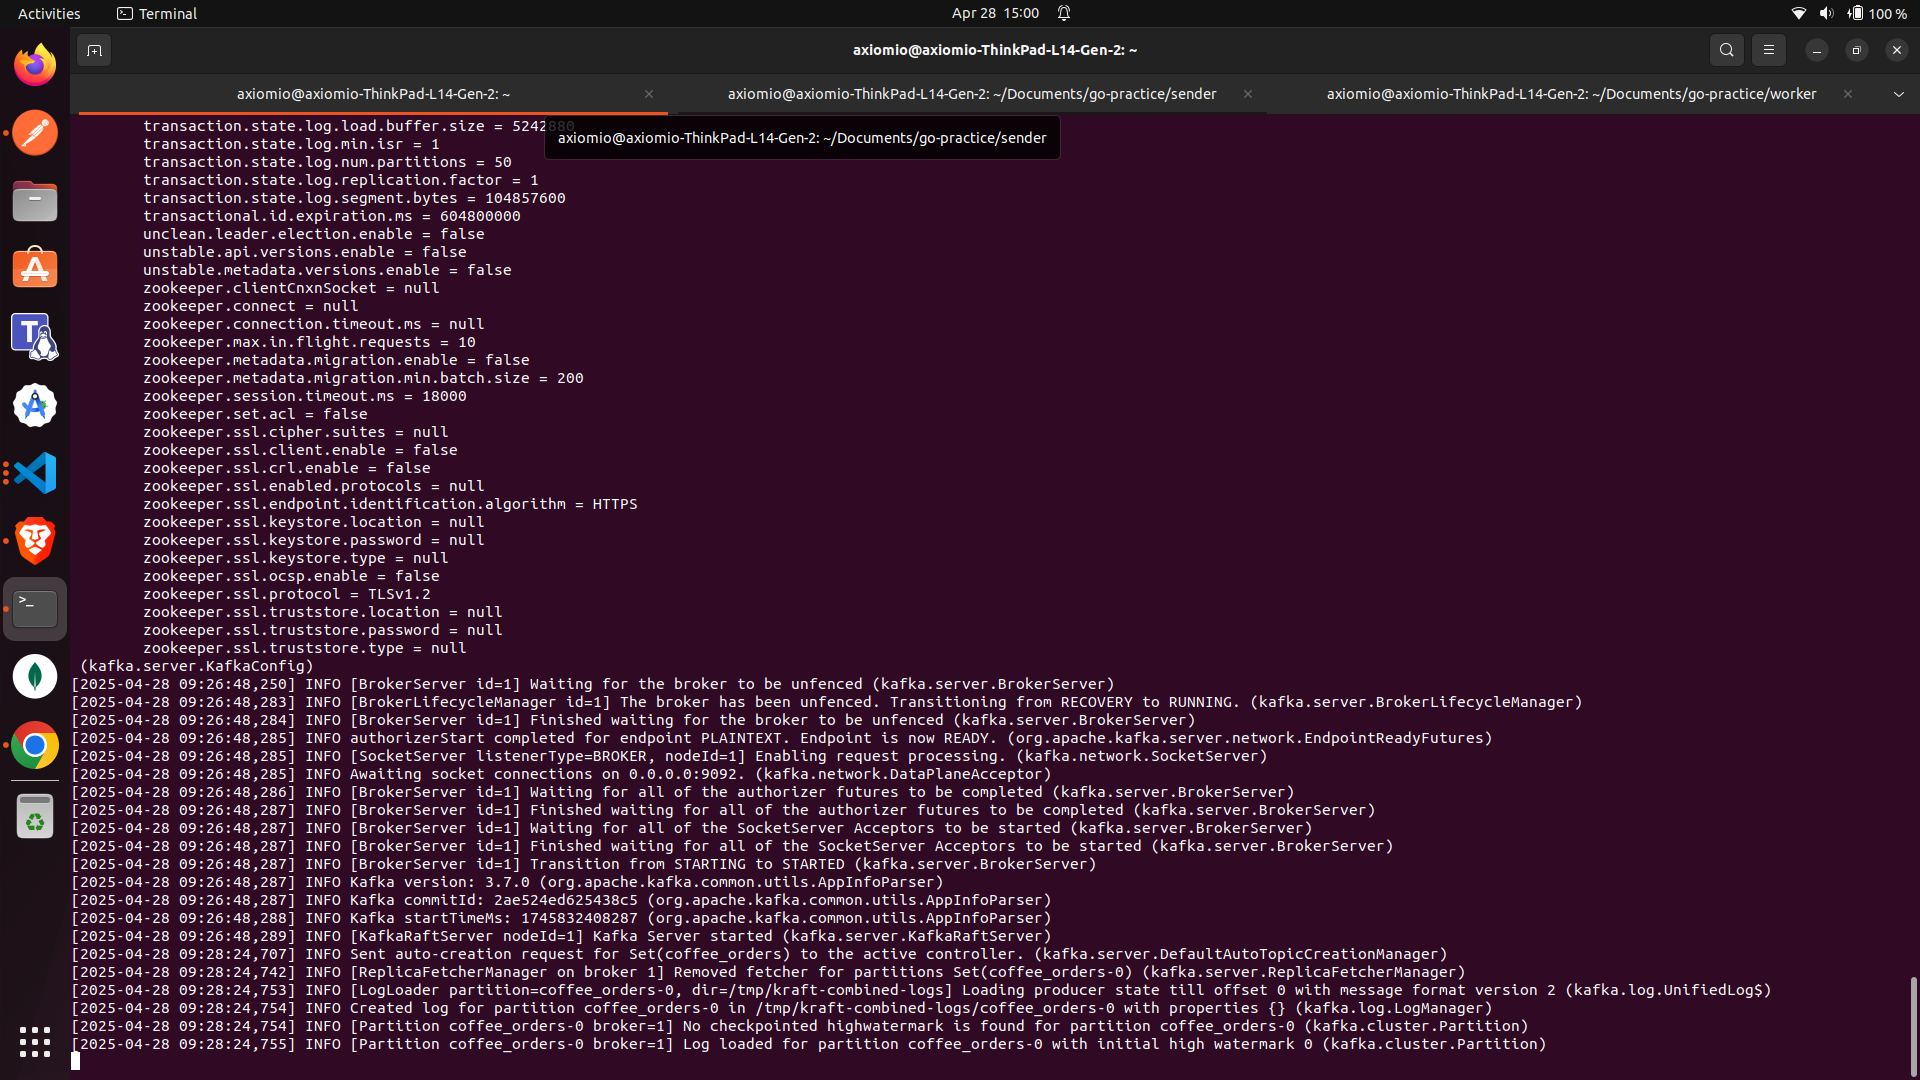 Activities
Terminal
Apr 28 15:00
100 %
axiomio@axiomio-ThinkPad-L14-Gen-2: ~
axiomio@axiomio-ThinkPad-L14-Gen-2: ~
axiomio@axiomio-ThinkPad-L14-Gen-2: ~/Documents/go-practice/sender
axiomio@axiomio-ThinkPad-L14-Gen-2: ~/Documents/go-practice/worker
transaction.state.log.load.buffer.size = 5242880
axiomio@axiomio-ThinkPad-L14-Gen-2: ~/Documents/go-practice/sender
transaction.state.log.min.isr = 1
transaction.state.log.num.partitions = 50
transaction.state.log.replication.factor = 1
transaction.state.log.segment.bytes = 104857600
transactional.id.expiration.ms = 604800000
unclean.leader.election.enable = false
unstable.api.versions.enable = false
unstable.metadata.versions.enable = false
zookeeper.clientCnxnSocket = null
zookeeper.connect = null
zookeeper.connection.timeout.ms = null
zookeeper.max.in.flight.requests = 10
zookeeper.metadata.migration.enable = false
zookeeper.metadata.migration.min.batch.size = 200
zookeeper.session.timeout.ms = 18000
zookeeper.set.acl = false
zookeeper.ssl.cipher.suites = null
zookeeper.ssl.client.enable = false
zookeeper.ssl.crl.enable = false
zookeeper.ssl.enabled.protocols = null
zookeeper.ssl.endpoint.identification.algorithm = HTTPS
zookeeper.ssl.keystore.location = null
zookeeper.ssl.keystore.password = null
zookeeper.ssl.keystore.type = null
zookeeper.ssl.ocsp.enable = false
zookeeper.ssl.protocol = TLSv1.2
zookeeper.ssl.truststore.location = null
zookeeper.ssl.truststore.password = null
zookeeper.ssl.truststore.type = null
(kafka.server.KafkaConfig)
[2025-04-28 09:26:48,250] INFO [BrokerServer id=1] Waiting for the broker to be unfenced (kafka.server.BrokerServer)
[2025-04-28 09:26:48,283] INFO [BrokerLifecycleManager id=1] The broker has been unfenced. Transitioning from RECOVERY to RUNNING. (kafka.server.BrokerLifecycleManager)
[2025-04-28 09:26:48,284] INFO [BrokerServer id=1] Finished waiting for the broker to be unfenced (kafka.server.BrokerServer)
[2025-04-28 09:26:48,285] INFO authorizerStart completed for endpoint PLAINTEXT. Endpoint is now READY. (org.apache.kafka.server.network.EndpointReadyFutures)
[2025-04-28 09:26:48,285] INFO [SocketServer listenerType=BROKER, nodeId=1] Enabling request processing. (kafka.network.SocketServer)
[2025-04-28 09:26:48,285] INFO Awaiting socket connections on 0.0.0.0:9092. (kafka.network.DataPlaneAcceptor)
[2025-04-28 09:26:48,286] INFO [BrokerServer id=1] Waiting for all of the authorizer futures to be completed (kafka.server.BrokerServer)
[2025-04-28 09:26:48,287] INFO [BrokerServer id=1] Finished waiting for all of the authorizer futures to be completed (kafka.server.BrokerServer)
[2025-04-28 09:26:48,287] INFO [BrokerServer id=1] Waiting for all of the SocketServer Acceptors to be started (kafka.server.BrokerServer)
[2025-04-28 09:26:48,287] INFO [BrokerServer id=1] Finished waiting for all of the SocketServer Acceptors to be started (kafka.server.BrokerServer)
[2025-04-28 09:26:48,287] INFO [BrokerServer id=1] Transition from STARTING to STARTED (kafka.server.BrokerServer)
[2025-04-28 09:26:48,287] INFO Kafka version: 3.7.0 (org.apache.kafka.common.utils.AppInfoParser)
[2025-04-28 09:26:48,287] INFO Kafka commitId: 2ae524ed625438c5 (org.apache.kafka.common.utils.AppInfoParser)
[2025-04-28 09:26:48,288] INFO Kafka startTimeMs: 1745832408287 (org.apache.kafka.common.utils.AppInfoParser)
[2025-04-28 09:26:48,289] INFO [KafkaRaftServer nodeId=1] Kafka Server started (kafka.server.KafkaRaftServer)
[2025-04-28 09:28:24,707] INFO Sent auto-creation request for Set(coffee_orders) to the active controller. (kafka.server.DefaultAutoTopicCreationManager)
[2025-04-28 09:28:24,742] INFO [ReplicaFetcherManager on broker 1] Removed fetcher for partitions Set(coffee_orders-0) (kafka.server.ReplicaFetcherManager)
[2025-04-28 09:28:24,753] INFO [LogLoader partition=coffee_orders-0, dir=/tmp/kraft-combined-logs] Loading producer state till offset 0 with message format version 2 (kafka.log.UnifiedLog$)
[2025-04-28 09:28:24,754] INFO Created log for partition coffee_orders-0 in /tmp/kraft-combined-logs/coffee_orders-0 with properties {} (kafka.log.LogManager)
[2025-04-28 09:28:24,754] INFO [Partition coffee_orders-0 broker=1] No checkpointed highwatermark is found for partition coffee_orders-0 (kafka.cluster.Partition)
[2025-04-28 09:28:24,755] INFO [Partition coffee_orders-0 broker=1] Log loaded for partition coffee_orders-0 with initial high watermark 0 (kafka.cluster.Partition)